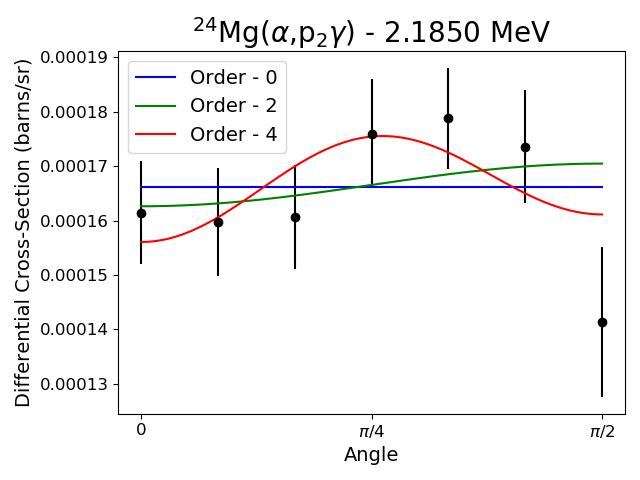 ²⁴Mg(α,p₂γ) - 2.1850 MeV
Differential Cross-Section (barns/sr)
0.00019
0.00018
0.00017
0.00016
0.00015
0.00014
0.00013
Order - 0
Order - 2
Order - 4
0
π/4
π/2
Angle